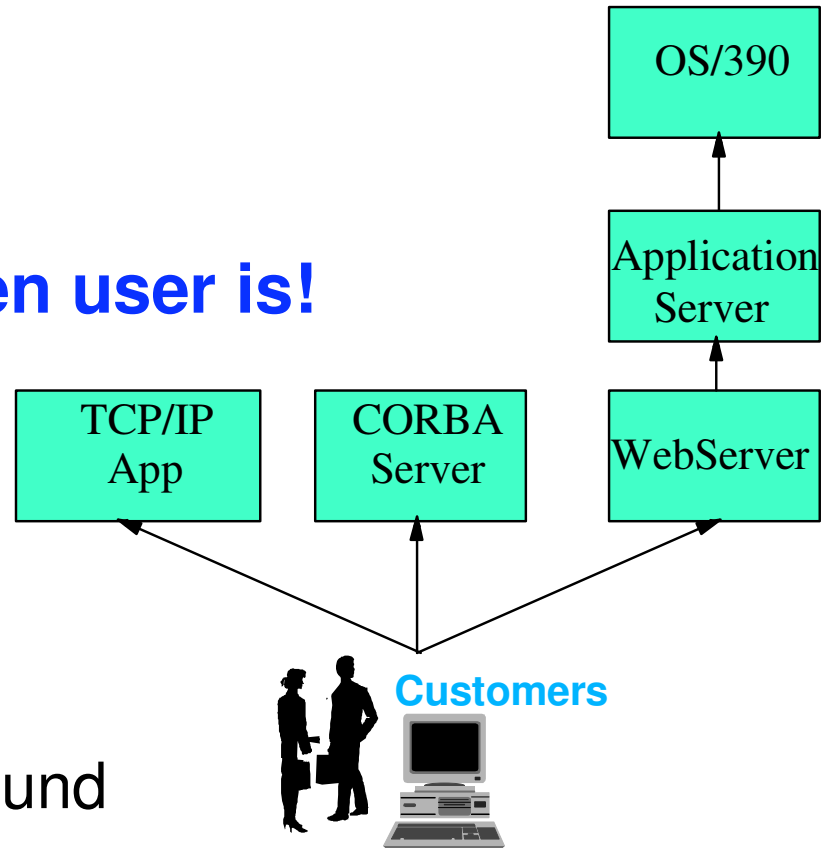 OS/390
Application
Server
en user is!
TCP/IP
App
CORBA
Server
WebServer
Customers
und